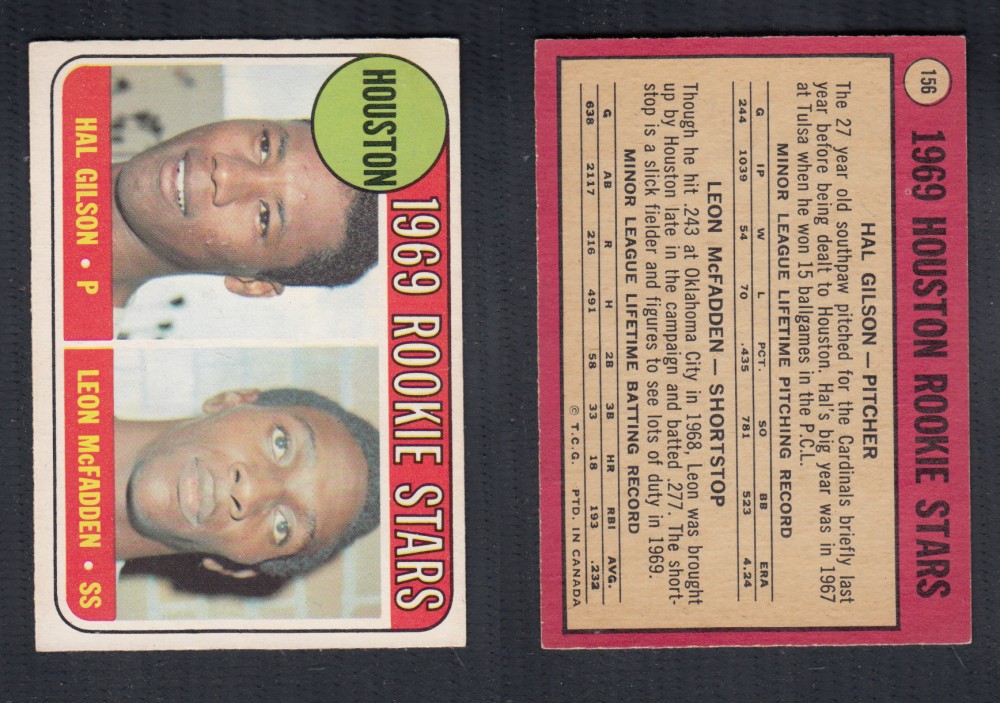 HOUSTON
1969 ROOKIE STARS
HAL GILSON • P
LEON McFADDEN • SS
156
1969 HOUSTON ROOKIE STARS
HAL GILSON — PITCHER
The 27 year old southpaw pitched for the Cardinals briefly last
year before being dealt to Houston. Hal's big year was in 1967
at Tulsa when he won 15 ballgames in the P.C.L.
MINOR LEAGUE LIFETIME PITCHING RECORD
G IP W L PCT. SO BB ERA
244 1039 54 70 .435 781 523 4.24
LEON McFADDEN — SHORTSTOP
Though he hit .243 at Oklahoma City in 1968, Leon was brought
up by Houston late in the campaign and batted .277. The short-
stop is a slick fielder and figures to see lots of duty in 1969.
MINOR LEAGUE LIFETIME BATTING RECORD
G AB R H 2B 3B HR RBI AVG.
638 2117 216 491 58 33 18 193 .232
© T.C.G. PTD. IN CANADA